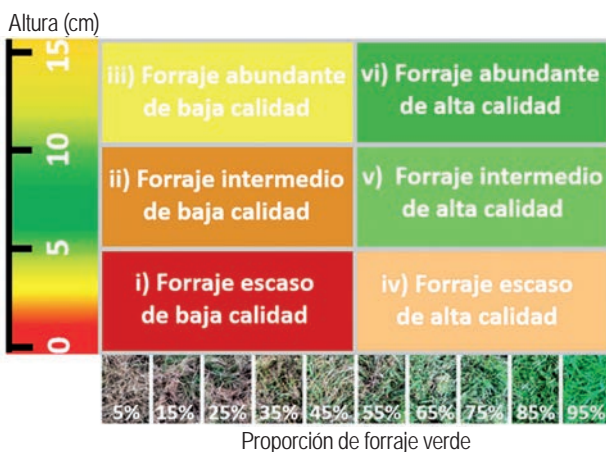 Altura (cm)
15
10
5
0
iii) Forraje abundante
de baja calidad
vi) Forraje abundante
de alta calidad
ii) Forraje intermedio
de baja calidad
v) Forraje intermedio
de alta calidad
i) Forraje escaso
de baja calidad
iv) Forraje escaso
de alta calidad
5% 15% 25% 35% 45% 55% 65% 75% 85% 95%
Proporción de forraje verde